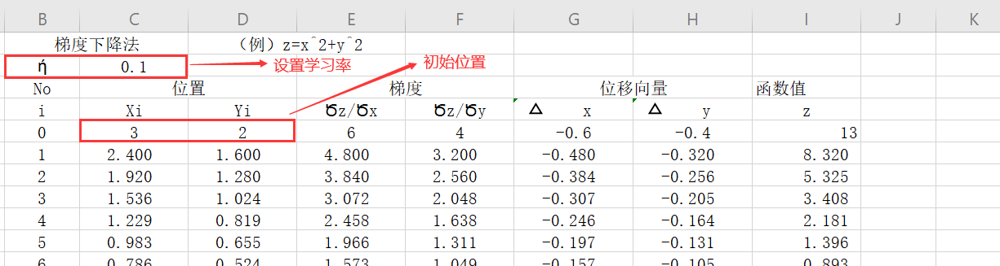 B C D E F G H I J K
梯度下降法 （例）z=x^2+y^2
ή 0.1 设置学习率 初始位置
No 位置 梯度 位移向量 函数值
i Xi Yi Ծz/Ծx Ծz/Ծy △ x △ y z
0 3 2 6 4 -0.6 -0.4 13
1 2.400 1.600 4.800 3.200 -0.480 -0.320 8.320
2 1.920 1.280 3.840 2.560 -0.384 -0.256 5.325
3 1.536 1.024 3.072 2.048 -0.307 -0.205 3.408
4 1.229 0.819 2.458 1.638 -0.246 -0.164 2.181
5 0.983 0.655 1.966 1.311 -0.197 -0.131 1.396
6 0.786 0.524 1.573 1.049 -0.157 -0.105 0.893